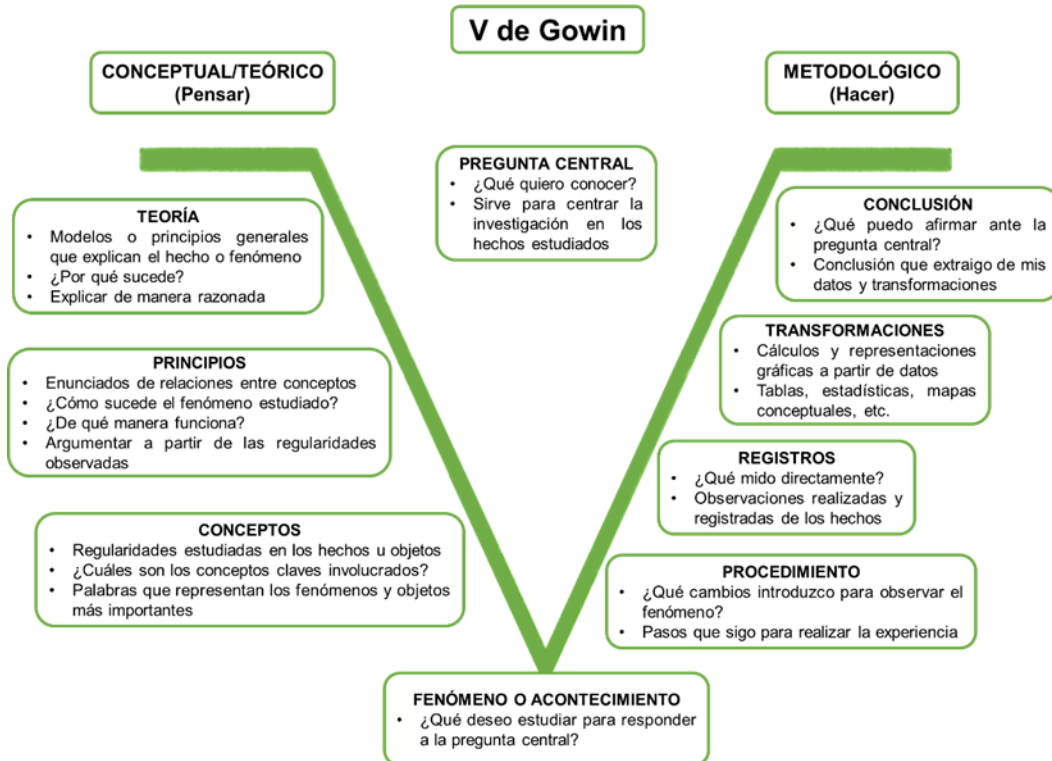 V de Gowin
CONCEPTUAL/TEÓRICO
(Pensar)
METODOLÓGICO
(Hacer)
PREGUNTA CENTRAL
• ¿Qué quiero conocer?
• Sirve para centrar la
investigación en los
hechos estudiados
TEORÍA
• Modelos o principios generales
que explican el hecho o fenómeno
• ¿Por qué sucede?
• Explicar de manera razonada
PRINCIPIOS
• Enunciados de relaciones entre conceptos
• ¿Cómo sucede el fenómeno estudiado?
• ¿De qué manera funciona?
• Argumentar a partir de las regularidades
observadas
CONCEPTOS
• Regularidades estudiadas en los hechos u objetos
• ¿Cuáles son los conceptos claves involucrados?
• Palabras que representan los fenómenos y objetos
más importantes
CONCLUSIÓN
• ¿Qué puedo afirmar ante la
pregunta central?
• Conclusión que extraigo de mis
datos y transformaciones
TRANSFORMACIONES
• Cálculos y representaciones
gráficas a partir de datos
• Tablas, estadísticas, mapas
conceptuales, etc.
REGISTROS
• ¿Qué mido directamente?
• Observaciones realizadas y
registradas de los hechos
PROCEDIMIENTO
• ¿Qué cambios introduzco para observar el
fenómeno?
• Pasos que sigo para realizar la experiencia
FENÓMENO O ACONTECIMIENTO
• ¿Qué deseo estudiar para responder
a la pregunta central?